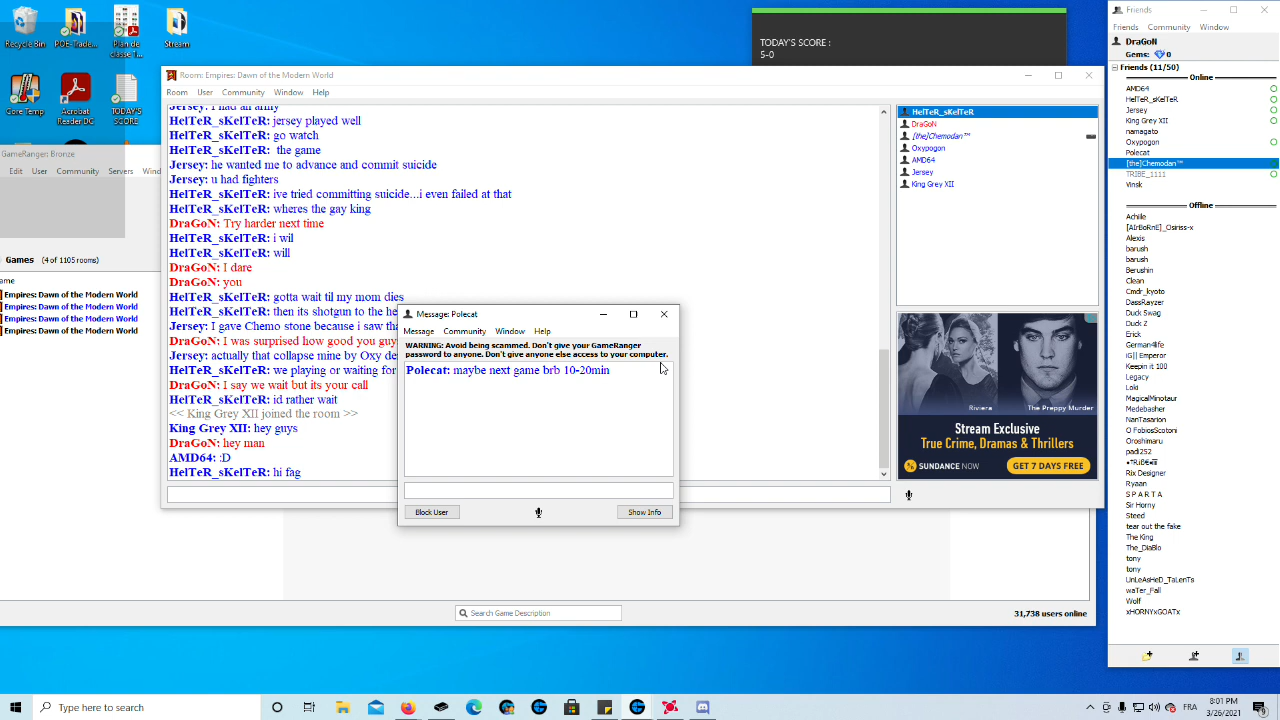 Recycle Bin
POE-Trade...
Plan de
classe 1...
Stream
Core Temp
Acrobat
Reader DC
TODAY'S
SCORE
TODAY'S SCORE :
5-0
GameRanger: Bronze
Edit User Community Servers Wind
Games (4 of 1105 rooms)
ame
Empires: Dawn of the Modern World
Empires: Dawn of the Modern World
Empires: Dawn of the Modern World
Empires: Dawn of the Modern World
Search Game Description
31,738 users online
Room: Empires: Dawn of the Modern World
Room User Community Window Help
Jersey: I had an army
HelTeR_sKelTeR: jersey played well
HelTeR_sKelTeR: go watch
HelTeR_sKelTeR: the game
Jersey: he wanted me to advance and commit suicide
Jersey: u had fighters
HelTeR_sKelTeR: ive tried committing suicide...i even failed at that
HelTeR_sKelTeR: wheres the gay king
DraGoN: Try harder next time
HelTeR_sKelTeR: i wil
HelTeR_sKelTeR: will
DraGoN: I dare
DraGoN: you
HelTeR_sKelTeR: gotta wait til my mom dies
HelTeR_sKelTeR: then its shotgun to the he
Jersey: I gave Chemo stone because i saw tha
DraGoN: I was surprised how good you guy
Jersey: actually that collapse mine by Oxy de
HelTeR_sKelTeR: we playing or waiting for
DraGoN: I say we wait but its your call
HelTeR_sKelTeR: id rather wait
<< King Grey XII joined the room >>
King Grey XII: hey guys
DraGoN: hey man
AMD64: :D
HelTeR_sKelTeR: hi fag
HelTeR_sKelTeR
DraGoN
[the]Chemodan™
Oxypogon
AMD64
Jersey
King Grey XII
Riviera
The Preppy Murder
Stream Exclusive
True Crime, Dramas & Thrillers
SUNDANCE NOW
GET 7 DAYS FREE
Message: Polecat
Message Community Window Help
WARNING: Avoid being scammed. Don't give your GameRanger
password to anyone. Don't give anyone else access to your computer.
Polecat: maybe next game brb 10-20min
Block User
Show Info
Friends
Friends Community Window
DraGoN
Gems: 0
Friends (11/50)
Online
AMD64
HelTeR_sKelTeR
Jersey
King Grey XII
namagato
Oxypogon
Polecat
[the]Chemodan™
TRIBE_1111
Vinsk
Offline
Achille
[AIrBoRnE]_Osiriss-x
Alexis
barush
barush
Berushin
Clean
Cmdr_kyoto
DassRayzer
Duck Swag
Duck Z
Erick
German4life
iG|| Emperor
Keepin it 100
Legacy
Loki
MagicalMinotaur
Medebasher
NanTasarion
O FobiosScotoni
Oroshimaru
padi252
Rix Designer
Ryaan
S P A R T A
Sir Horny
Steed
tear out the fake
The King
The_DiaBlo
tony
tony
UnLeAsHeD_TaLenTs
waTer_Fall
Wolf
xHORNYxGOATx
Type here to search
FRA
8:01 PM
3/26/2021
9